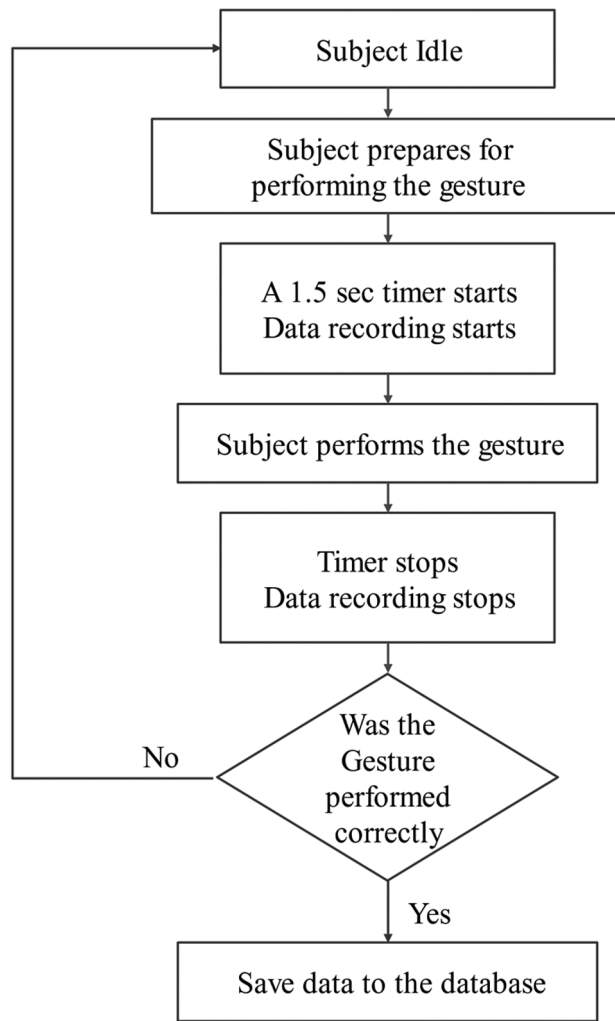 Subject Idle
Subject prepares for
performing the gesture
A 1.5 sec timer starts
Data recording starts
Subject performs the gesture
Timer stops
Data recording stops
Was the
Gesture
performed
correctly
No
Yes
Save data to the database